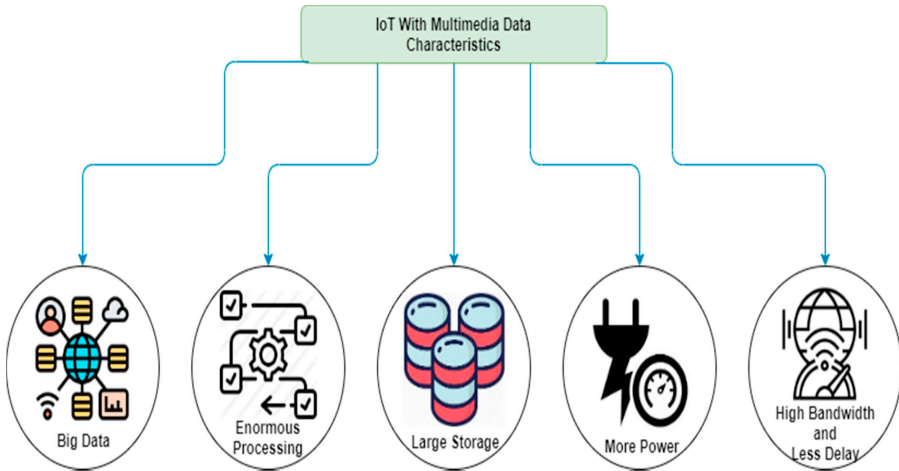 IoT With Multimedia Data
Characteristics
Big Data
Enormous
Processing
Large Storage
More Power
High Bandwidth
and
Less Delay